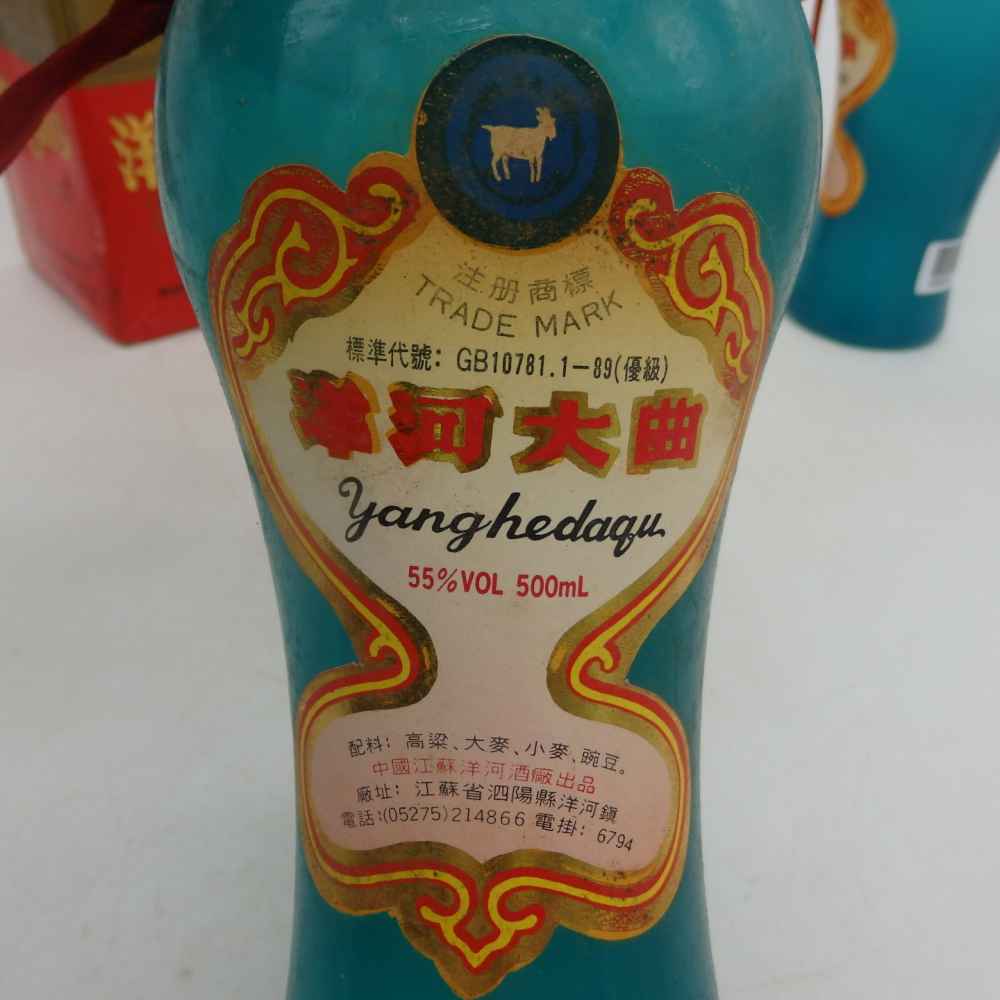 注册商標
TRADE MARK
標準代號: GB10781.1-89(優級)
洋河大曲
Yanghedaqu
55%VOL 500mL
配料: 高粱、大麥、小麥、豌豆。
中國江蘇洋河酒廠出品
廠址: 江蘇省泗陽縣洋河鎮
電話:(05275)214866 電掛: 6794